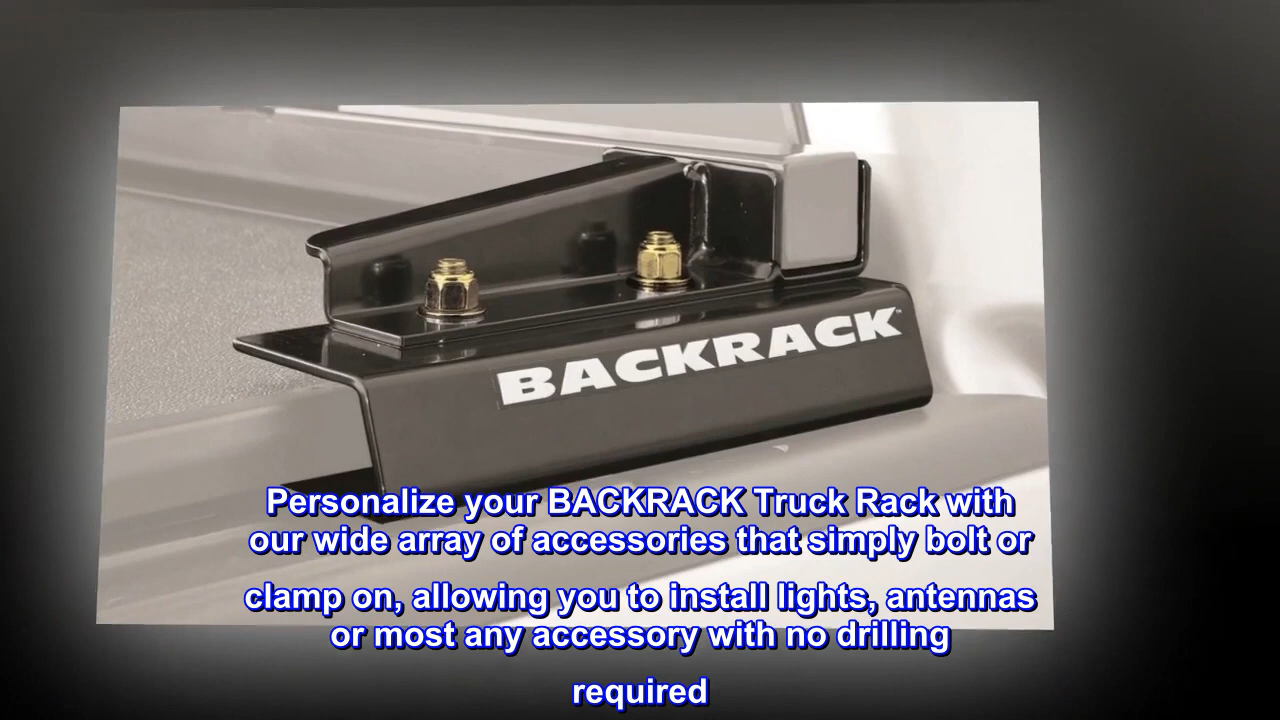 BACKRACK™
Personalize your BACKRACK Truck Rack with
our wide array of accessories that simply bolt or
clamp on, allowing you to install lights, antennas
or most any accessory with no drilling
required